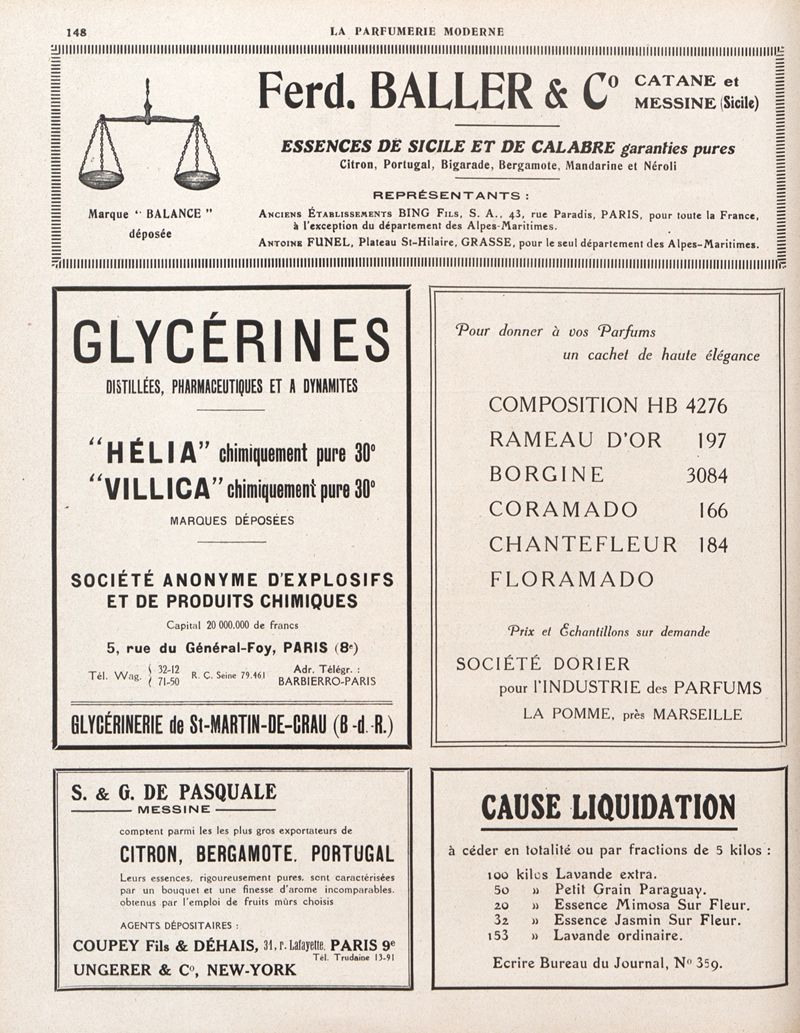 148
LA PARFUMERIE MODERNE
Ferd. BALLER & Cº CATANE et MESSINE (Sicile)
ESSENCES DE SICILE ET DE CALABRE garanties pures
Citron, Portugal, Bigarade, Bergamote, Mandarine et Néroli
Marque " BALANCE "
déposée
REPRÉSENTANTS :
ANCIENS ÉTABLISSEMENTS BING FILS, S. A., 43, rue Paradis, PARIS, pour toute la France,
à l'exception du département des Alpes-Maritimes.
ANTOINE FUNEL, Plateau St-Hilaire, GRASSE, pour le seul département des Alpes-Maritimes.
GLYCÉRINES
DISTILLÉES, PHARMACEUTIQUES ET A DYNAMITES
"HÉLIA" chimiquement pure 30º
"VILLICA" chimiquement pure 30º
MARQUES DÉPOSÉES
SOCIÉTÉ ANONYME D'EXPLOSIFS
ET DE PRODUITS CHIMIQUES
Capital 20 000.000 de francs
5, rue du Général-Foy, PARIS (8e)
Tél. Wag. { 32-12
71-50
R. C. Seine 79.461
Adr. Télégr. :
BARBIERRO-PARIS
GLYCÉRINERIE de St-MARTIN-DE-CRAU (B-d.-R.)
Pour donner à vos Parfums
un cachet de haute élégance
COMPOSITION HB 4276
RAMEAU D'OR 197
BORGINE 3084
CORAMADO 166
CHANTEFLEUR 184
FLORAMADO
Prix et Échantillons sur demande
SOCIÉTÉ DORIER
pour l'INDUSTRIE des PARFUMS
LA POMME, près MARSEILLE
S. & G. DE PASQUALE
MESSINE
comptent parmi les les plus gros exportateurs de
CITRON, BERGAMOTE, PORTUGAL
Leurs essences, rigoureusement pures, sont caractérisées
par un bouquet et une finesse d'arome incomparables,
obtenus par l'emploi de fruits mûrs choisis
AGENTS DÉPOSITAIRES :
COUPEY Fils & DÉHAIS, 31, r. Lafayette, PARIS 9e
Tél. Trudaine 13-91
UNGERER & Cº, NEW-YORK
CAUSE LIQUIDATION
à céder en totalité ou par fractions de 5 kilos :
100 kilos Lavande extra.
50 » Petit Grain Paraguay.
20 » Essence Mimosa Sur Fleur.
32 » Essence Jasmin Sur Fleur.
153 » Lavande ordinaire.
Ecrire Bureau du Journal, Nº 359.